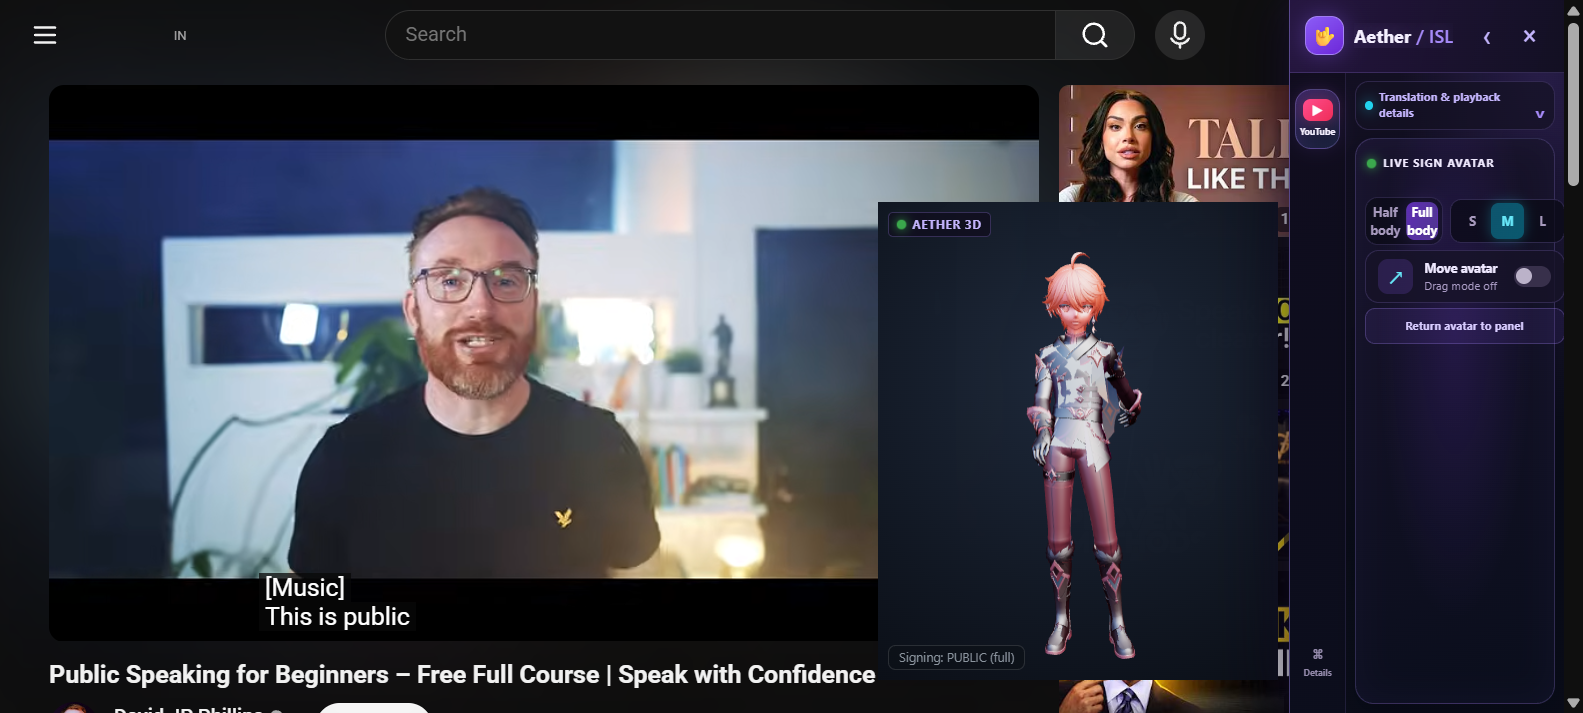 IN
Search
Aether / ISL
YouTube
Translation & playback
details
LIVE SIGN AVATAR
Half
body
Full
body
S
M
L
Move avatar
Drag mode off
Return avatar to panel
Details
LIKE TH
AETHER 3D
Signing: PUBLIC (full)
[Music]
This is public
Public Speaking for Beginners – Free Full Course | Speak with Confidence